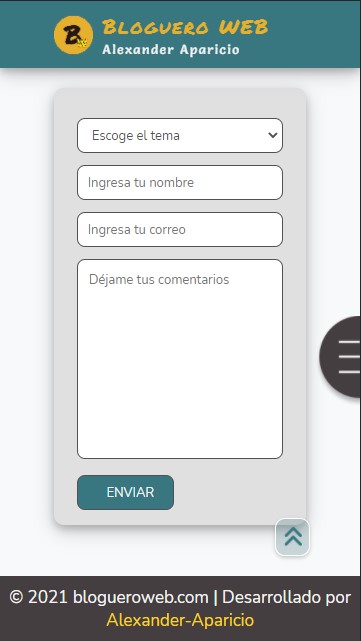 B
Bloguero WEB
Alexander Aparicio
Escoge el tema
Ingresa tu nombre
Ingresa tu correo
Déjame tus comentarios
ENVIAR
© 2021 blogueroweb.com | Desarrollado por
Alexander-Aparicio